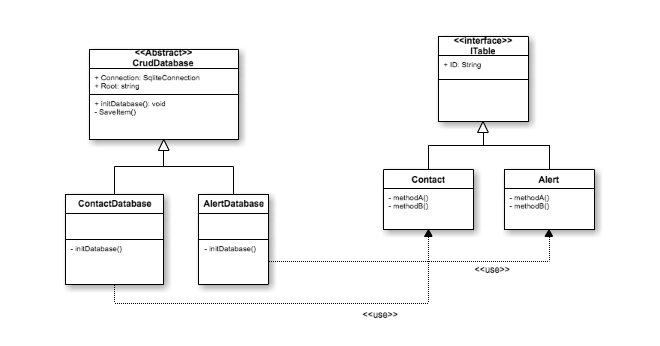 <<Abstract>>
CrudDatabase
+ Connection: SqliteConnection
+ Root: string
+ initDatabase(): void
- SaveItem()
<<interface>>
ITable
+ ID: String
ContactDatabase
- initDatabase()
AlertDatabase
- initDatabase()
Contact
- methodA()
- methodB()
Alert
- methodA()
- methodB()
<<use>>
<<use>>